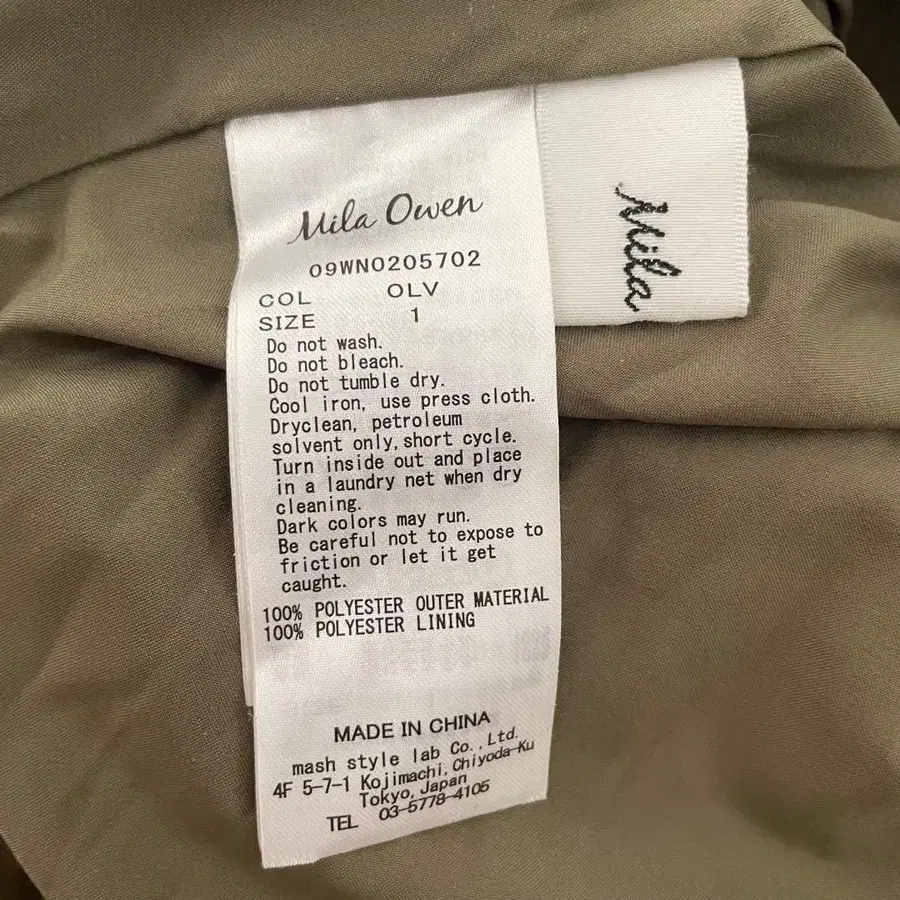 Mila Owen
09WNO205702
COL OLV
SIZE 1
Do not wash.
Do not bleach.
Do not tumble dry.
Cool iron, use press cloth.
Dryclean, petroleum
solvent only, short cycle.
Turn inside out and place
in a laundry net when dry
cleaning.
Dark colors may run.
Be careful not to expose to
friction or let it get
caught.
100% POLYESTER OUTER MATERIAL
100% POLYESTER LINING
MADE IN CHINA
mash style lab Co., Ltd.
4F 5-7-1 Kojimachi, Chiyoda-Ku
Tokyo, Japan
TEL 03-5778-4105
Mila